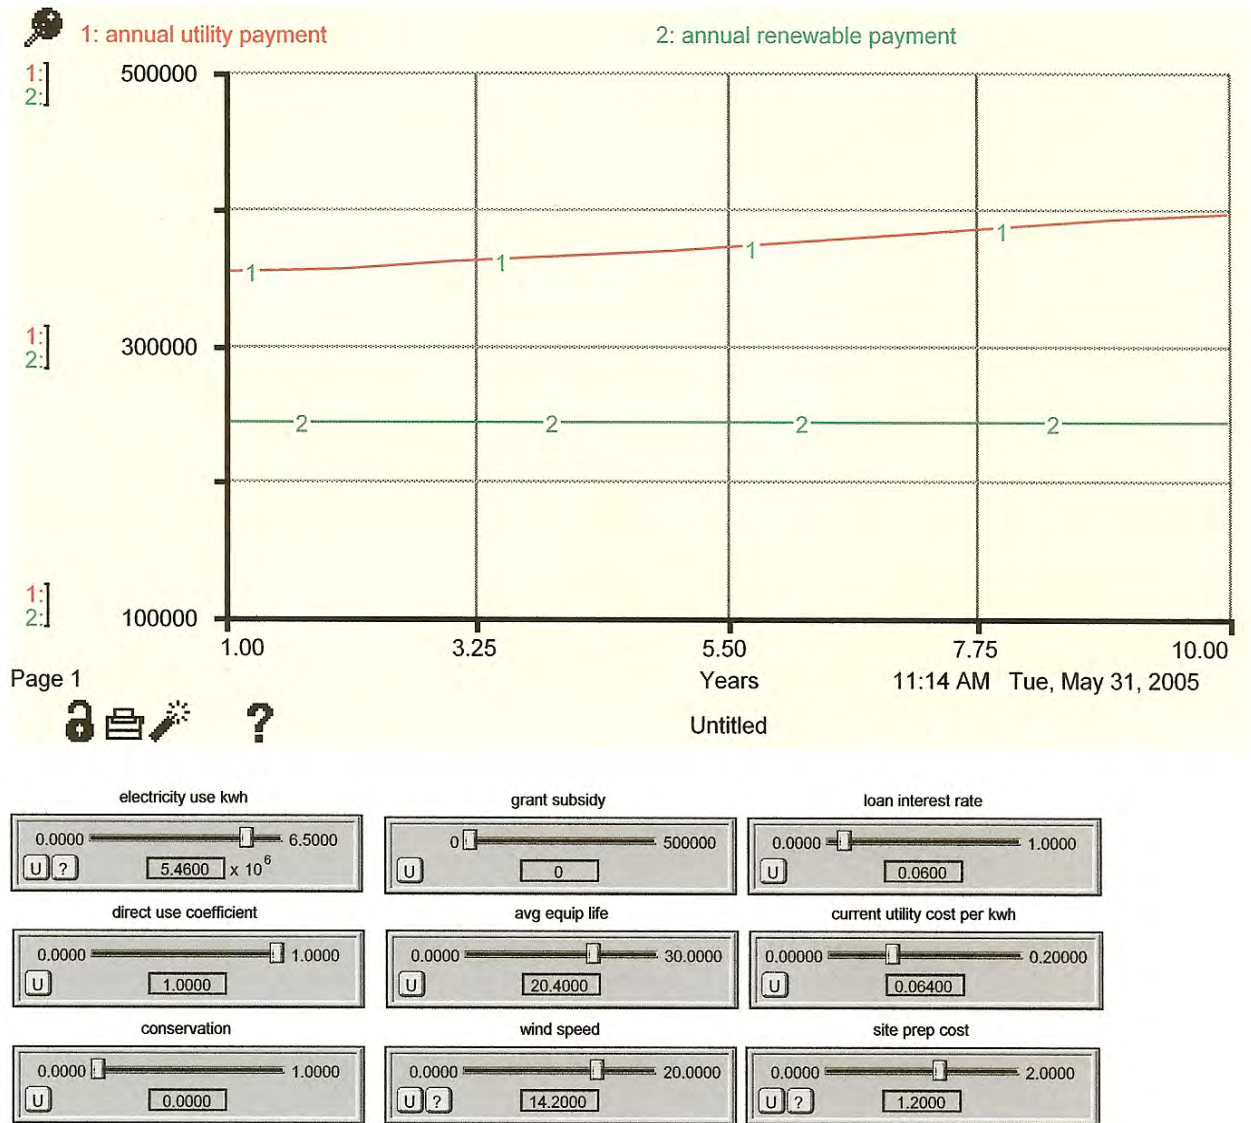 1: annual utility payment 2: annual renewable payment
1:
2:
500000
1 1 1 1
1:
2:
300000
2 2 2 2
1:
2:
100000
1.00 3.25 5.50 7.75 10.00
Page 1 Years 11:14 AM Tue, May 31, 2005
? Untitled
electricity use kwh grant subsidy loan interest rate
0.0000 6.5000 0 500000 0.0000 1.0000
U ? 5.4600 x 10^6 U 0 U 0.0600
direct use coefficient avg equip life current utility cost per kwh
0.0000 1.0000 0.0000 30.0000 0.00000 0.20000
U 1.0000 U 20.4000 U 0.06400
conservation wind speed site prep cost
0.0000 1.0000 0.0000 20.0000 0.0000 2.0000
U 0.0000 U ? 14.2000 U ? 1.2000